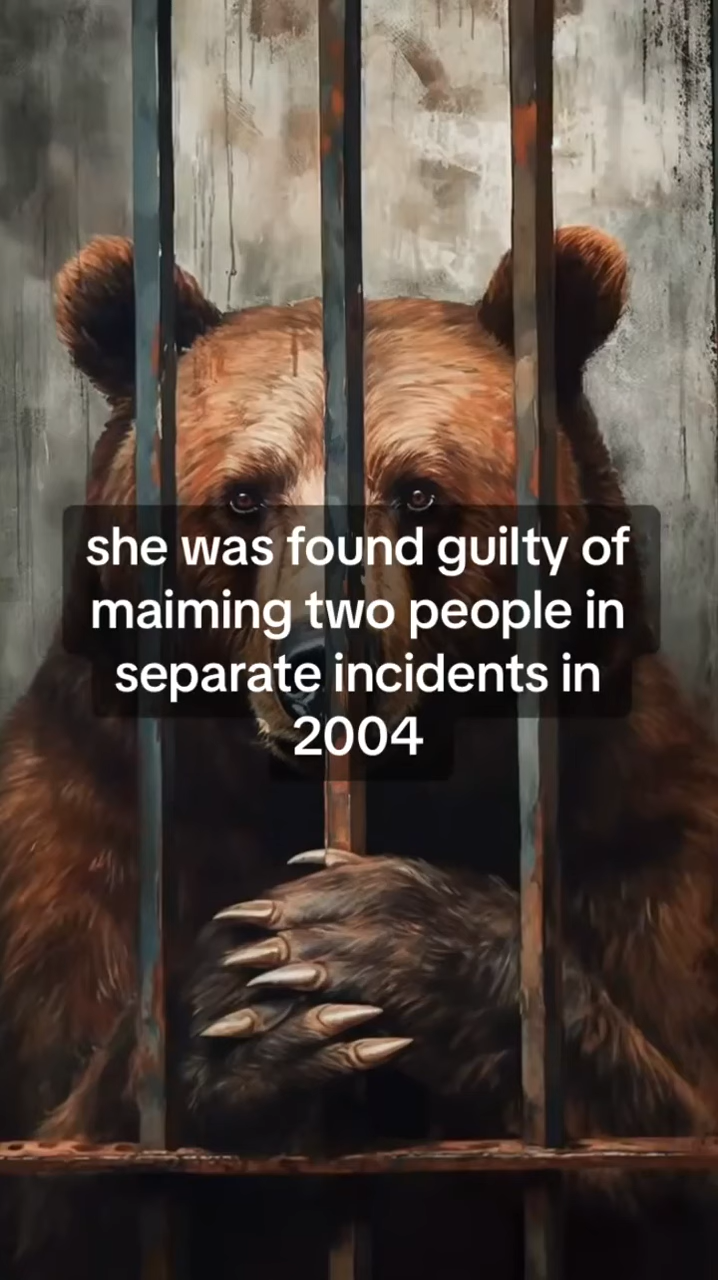 she was found guilty of
maiming two people in
separate incidents in
2004